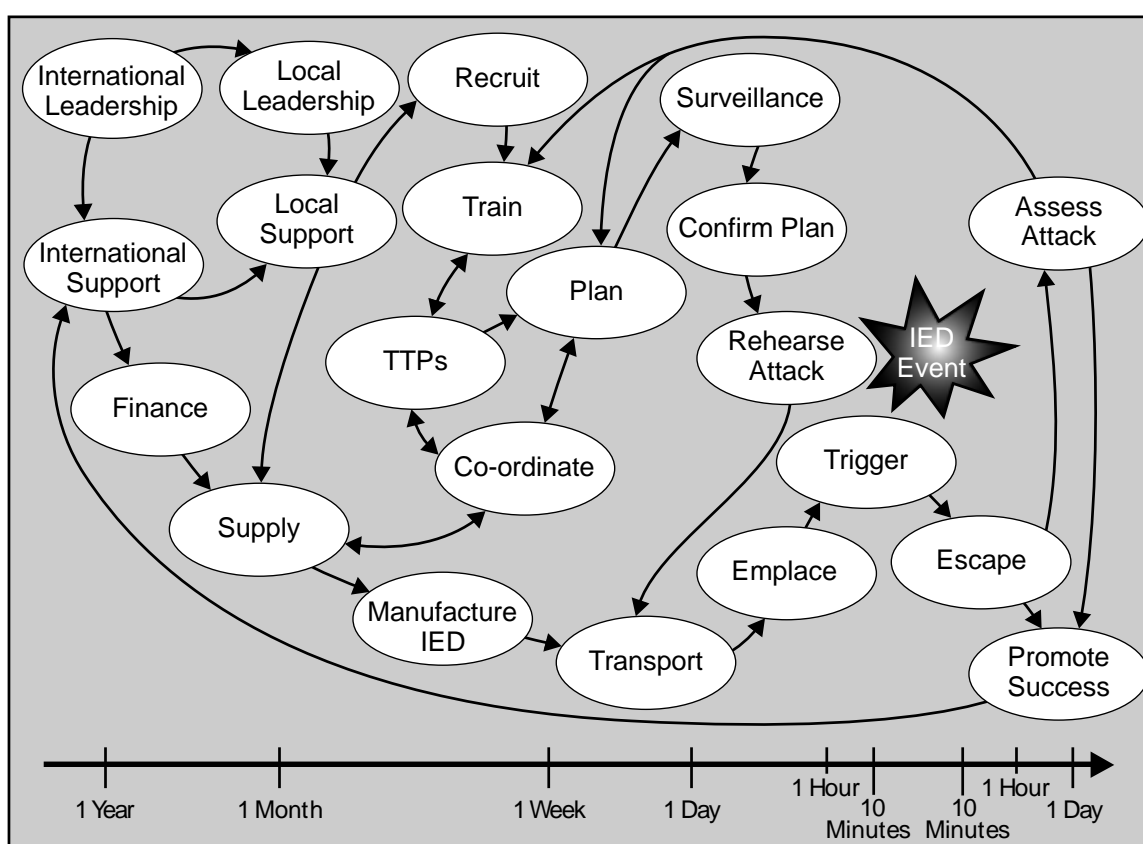 International
Leadership
Local
Leadership
Recruit
Surveillance
International
Support
Local
Support
Train
Confirm Plan
Assess
Attack
Plan
TTPs
Rehearse
Attack
IED
Event
Finance
Co-ordinate
Trigger
Supply
Emplace
Escape
Manufacture
IED
Transport
Promote
Success
1 Year
1 Month
1 Week
1 Day
1 Hour
10
Minutes
10
Minutes
1 Hour
1 Day